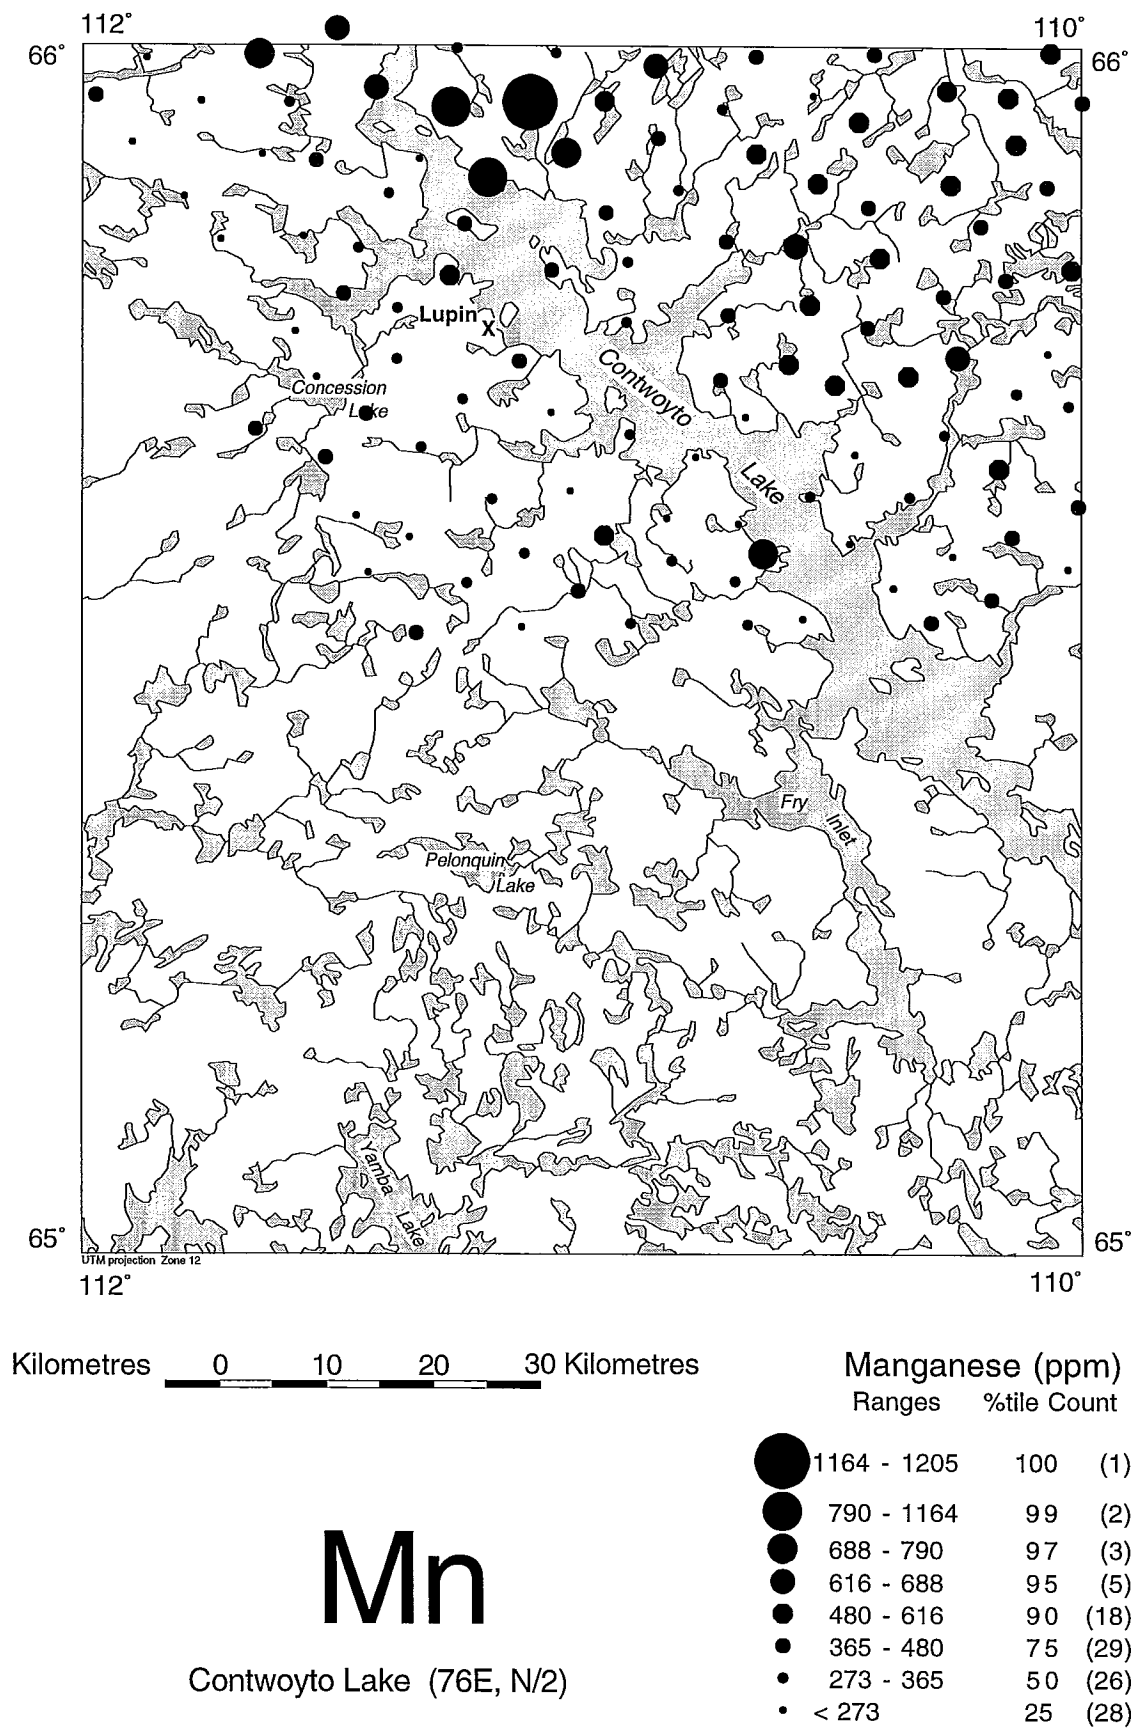 112° 110°
66° 66°
Lupin
X
Contwoyto
Lake
Concession
Lake
Fry
Inlet
Pelonquin
Lake
Yamba
Lake
65° 65°
UTM projection Zone 12
112° 110°
Kilometres 0 10 20 30 Kilometres
Manganese (ppm)
Ranges %tile Count
1164 - 1205 100 (1)
790 - 1164 99 (2)
688 - 790 97 (3)
616 - 688 95 (5)
480 - 616 90 (18)
365 - 480 75 (29)
273 - 365 50 (26)
< 273 25 (28)
Mn
Contwoyto Lake (76E, N/2)